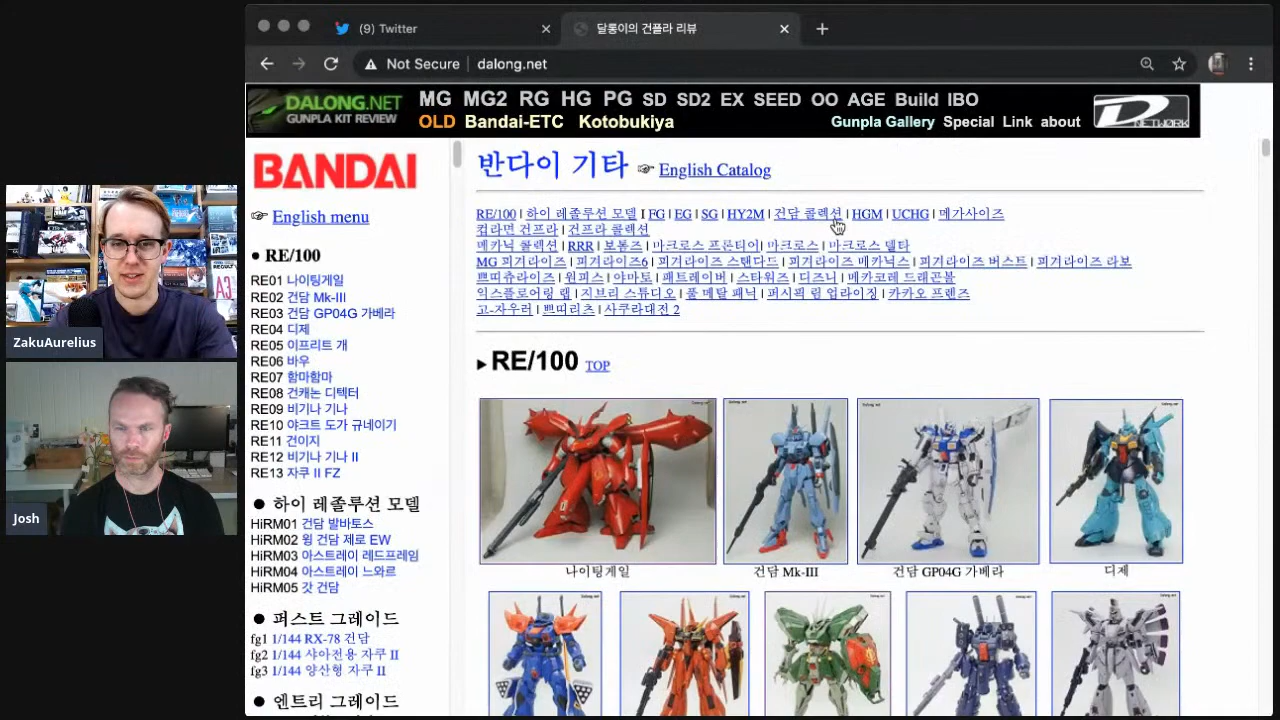 (9) Twitter
달롱이의 건플라 리뷰
Not Secure | dalong.net
DALONG.NET
GUNPLA KIT REVIEW
MG MG2 RG HG PG SD SD2 EX SEED OO AGE Build IBO
OLD Bandai-ETC Kotobukiya
Gunpla Gallery Special Link about
D NETWORK
BANDAI
☞ English menu
● RE/100
RE01 나이팅게일
RE02 건담 Mk-III
RE03 건담 GP04G 가베라
RE04 디제
RE05 이프리트 개
RE06 바우
RE07 함마함마
RE08 건캐논 디텍터
RE09 비기나 기나
RE10 야크트 도가 규네이기
RE11 건이지
RE12 비기나 기나 II
RE13 자쿠 II FZ
● 하이 레졸루션 모델
HiRM01 건담 발바토스
HiRM02 윙 건담 제로 EW
HiRM03 아스트레이 레드프레임
HiRM04 아스트레이 느와르
HiRM05 갓 건담
● 퍼스트 그레이드
fg1 1/144 RX-78 건담
fg2 1/144 샤아전용 자쿠 II
fg3 1/144 양산형 자쿠 II
● 엔트리 그레이드
반다이 기타 ☞ English Catalog
RE/100 | 하이 레졸루션 모델 I FG | EG | SG | HY2M | 건담 콜렉션 | HGM | UCHG | 메가사이즈
컵라면 건프라 | 건프라 콜렉션
메카닉 콜렉션 | RRR | 보톰즈 | 마크로스 프론티어| 마크로스 | 마크로스 델타
MG 피겨라이즈 | 피겨라이즈6 | 피겨라이즈 스탠다드 | 피겨라이즈 메카닉스 | 피겨라이즈 버스트 | 피겨라이즈 라보
쁘띠츄라이즈 | 원피스 | 야마토 | 패트레이버 | 스타워즈 | 디즈니 | 메카코레 드래곤볼
익스플로어링 랩 | 지브리 스튜디오 | 풀 메탈 패닉 | 퍼시픽 림 업라이징 | 카카오 프렌즈
고-자우러 | 쁘띠리츠 | 사쿠라대전 2
▶ RE/100 TOP
나이팅게일
건담 Mk-III
건담 GP04G 가베라
디제
ZakuAurelius
Josh